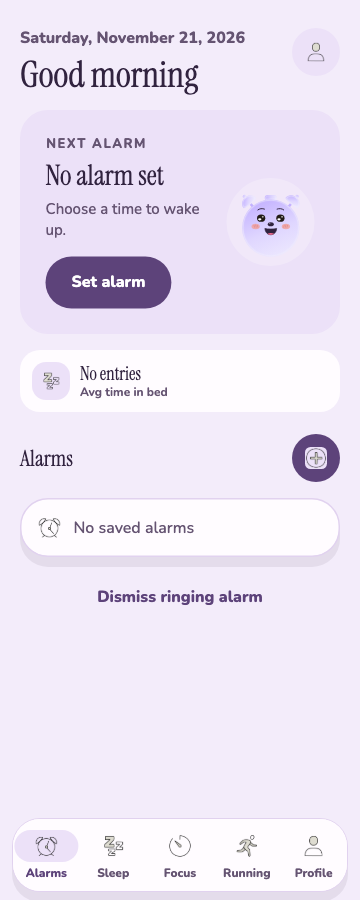 Saturday, November 21, 2026
Good morning
NEXT ALARM
No alarm set
Choose a time to wake
up.
Set alarm
No entries
Avg time in bed
Alarms
No saved alarms
Dismiss ringing alarm
Alarms
Sleep
Focus
Running
Profile